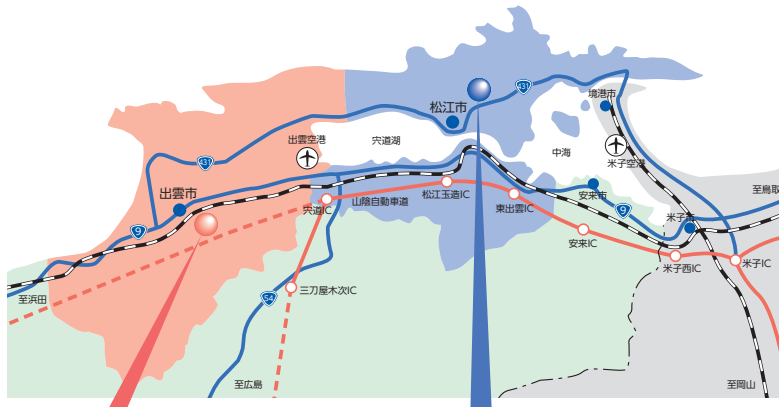 431
境港市
松江市
出雲空港
宍道湖
中海
米子空港
431
出雲市
安来市
至鳥取
宍道IC
山陰自動車道
松江玉造IC
東出雲IC
9
米子市
9
安来IC
米子西IC
米子IC
至浜田
54
三刀屋木次IC
至広島
至岡山